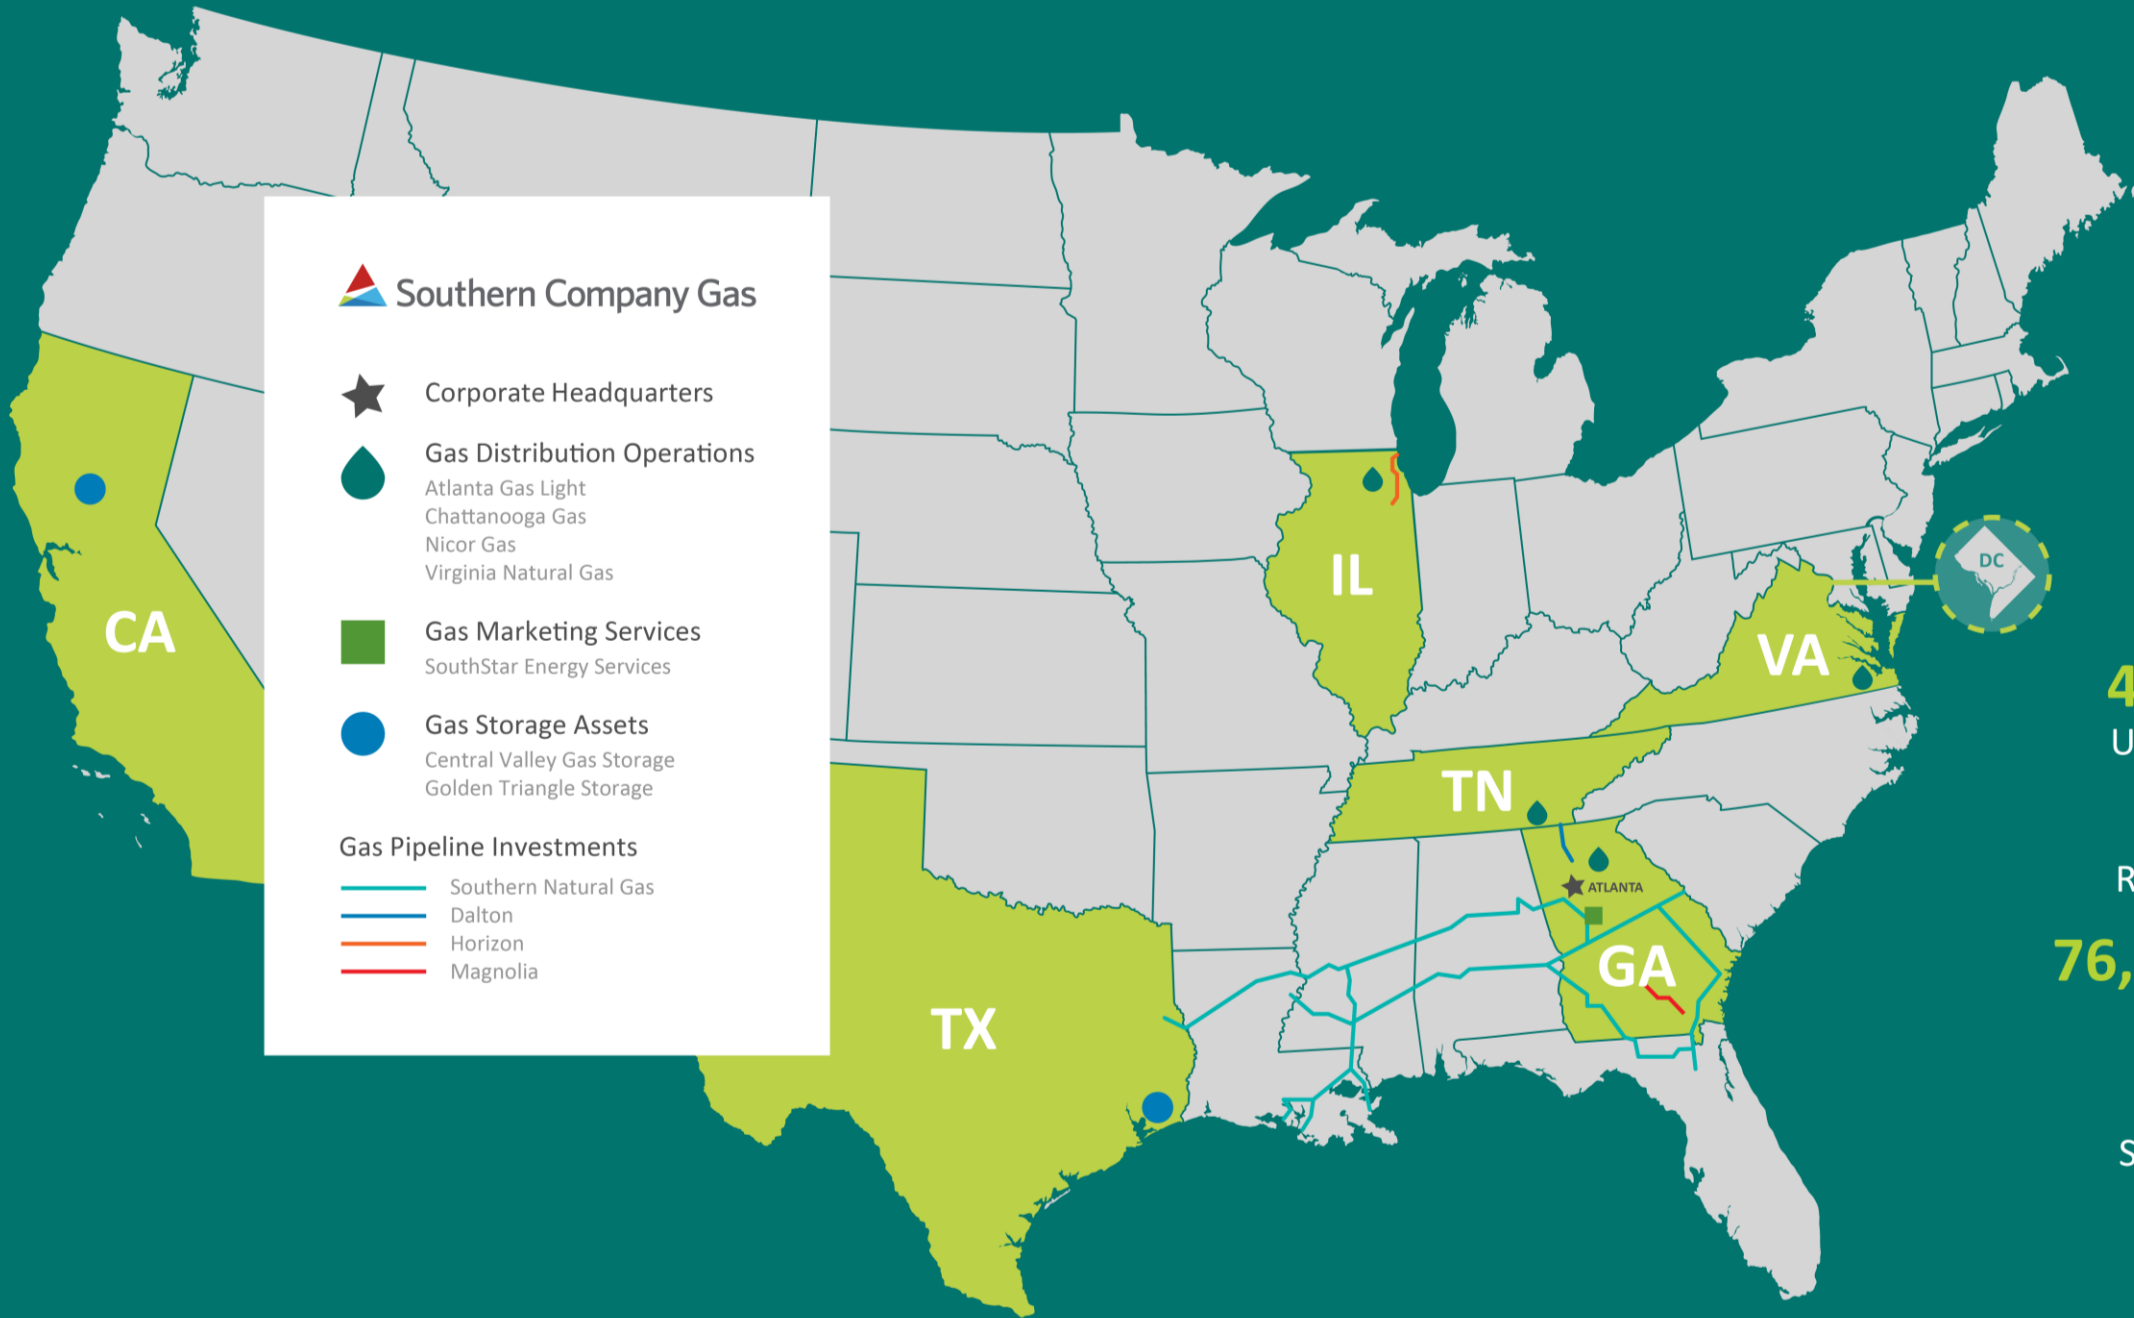 Southern Company Gas
Corporate Headquarters
Gas Distribution Operations
Atlanta Gas Light
Chattanooga Gas
Nicor Gas
Virginia Natural Gas
Gas Marketing Services
SouthStar Energy Services
Gas Storage Assets
Central Valley Gas Storage
Golden Triangle Storage
Gas Pipeline Investments
Southern Natural Gas
Dalton
Horizon
Magnolia
CA
TX
IL
TN
VA
DC
ATLANTA
GA
4
U
R
76,
S